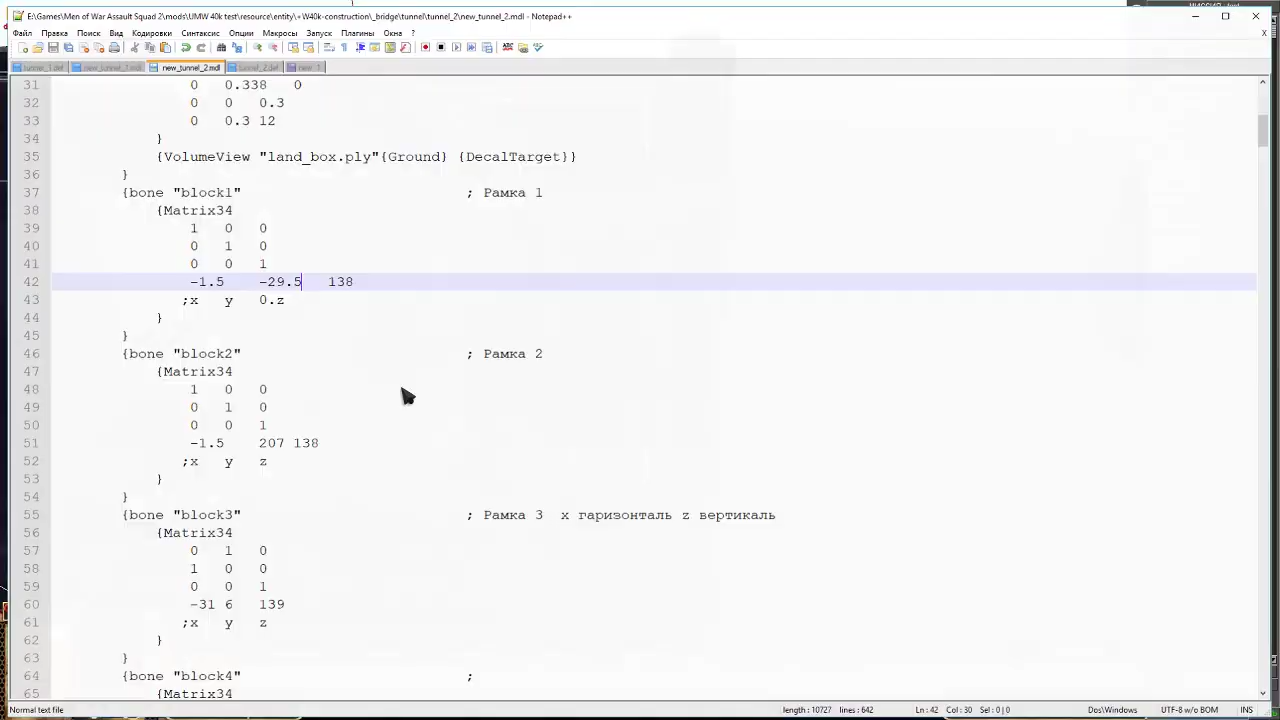 E:\Games\Men of War Assault Squad 2\mods\UMW 40k test\resource\entity\+W40k-construction\_bridge\tunnel\tunnel_2\new_tunnel_2.mdl - Notepad++
Файл Правка Поиск Вид Кодировки Синтаксис Опции Макросы Запуск Плагины Окна ?
tunnel_1.def new_tunnel_1.mdl new_tunnel_2.mdl tunnel_2.def new 1
31 0 0.338 0
32 0 0 0.3
33 0 0.3 12
34 }
35 {VolumeView "land_box.ply"{Ground} {DecalTarget}}
36 }
37 {bone "block1" ; Рамка 1
38 {Matrix34
39 1 0 0
40 0 1 0
41 0 0 1
42 -1.5 -29.5 138
43 ;x y 0.z
44 }
45 }
46 {bone "block2" ; Рамка 2
47 {Matrix34
48 1 0 0
49 0 1 0
50 0 0 1
51 -1.5 207 138
52 ;x y z
53 }
54 }
55 {bone "block3" ; Рамка 3 x гаризонталь z вертикаль
56 {Matrix34
57 0 1 0
58 1 0 0
59 0 0 1
60 -31 6 139
61 ;x y z
62 }
63 }
64 {bone "block4" ;
65 {Matrix34
Normal text file length : 10727 lines : 642 Ln : 42 Col : 30 Sel : 0 | 0 Dos\Windows UTF-8 w/o BOM INS